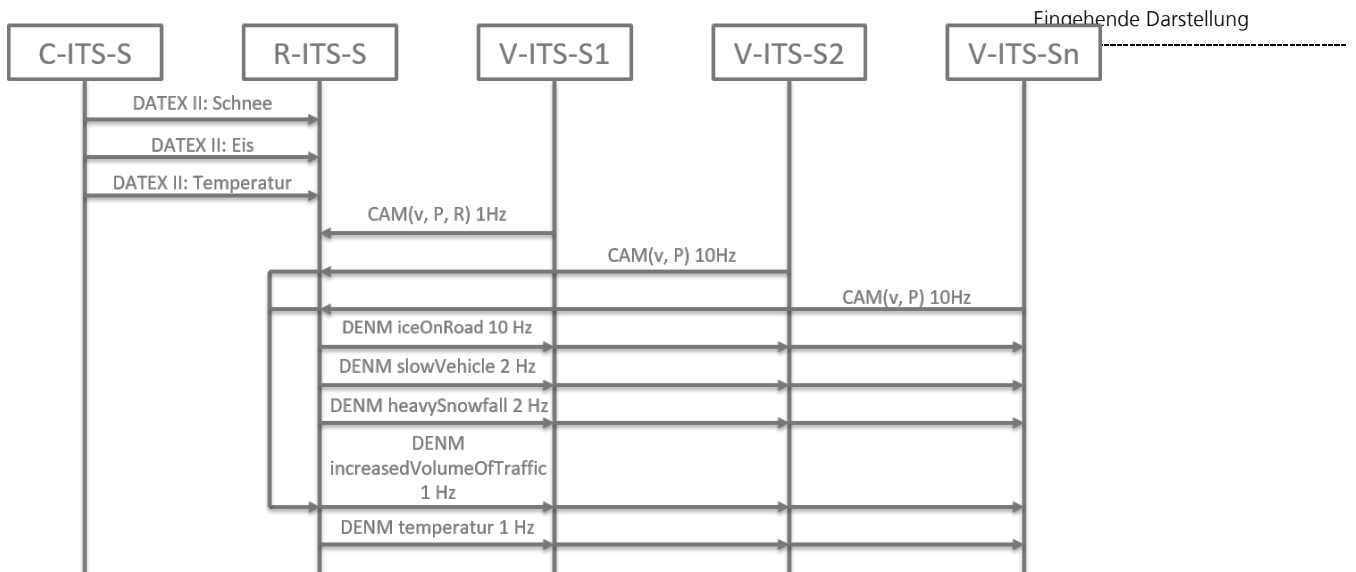 Eingehende Darstellung
C-ITS-S
R-ITS-S
V-ITS-S1
V-ITS-S2
V-ITS-Sn
DATEX II: Schnee
DATEX II: Eis
DATEX II: Temperatur
CAM(v, P, R) 1Hz
CAM(v, P) 10Hz
CAM(v, P) 10Hz
DENM iceOnRoad 10 Hz
DENM slowVehicle 2 Hz
DENM heavySnowfall 2 Hz
DENM
increasedVolumeOfTraffic
1 Hz
DENM temperatur 1 Hz